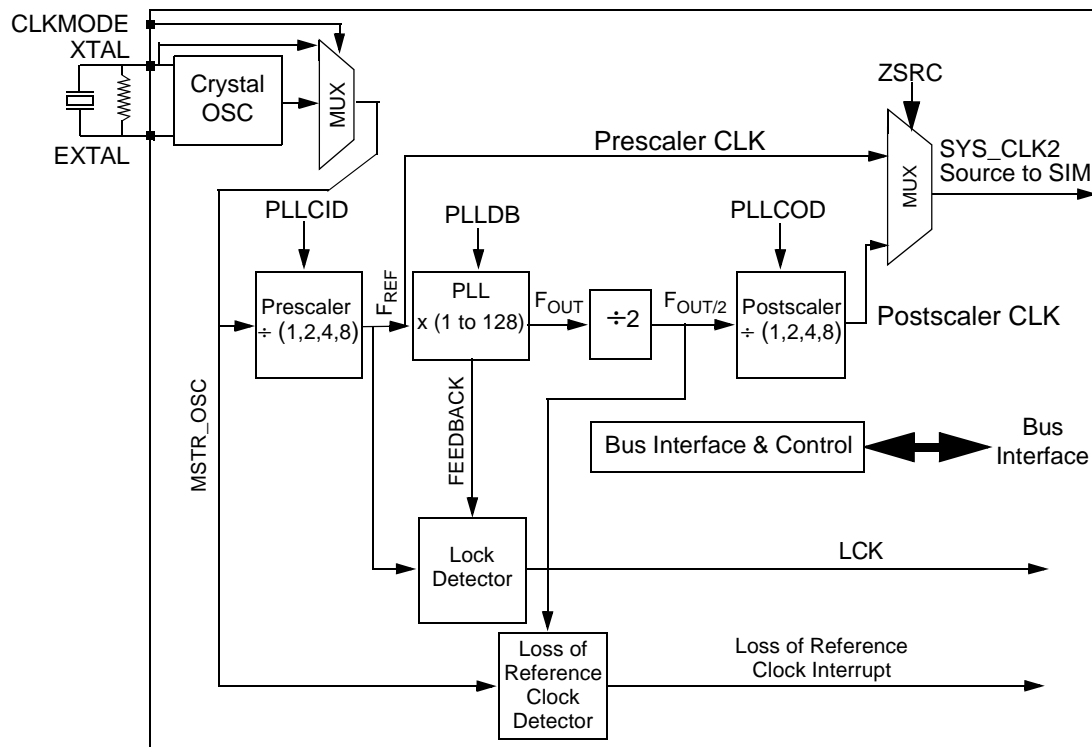 CLKMODE
XTAL
EXTAL
Crystal
OSC
MUX
ZSRC
Prescaler CLK
MUX
SYS_CLK2
Source to SIM
PLLCID
PLLDB
PLLCOD
Prescaler
÷ (1,2,4,8)
FREF
PLL
x (1 to 128)
FOUT
÷2
FOUT/2
Postscaler
÷ (1,2,4,8)
Postscaler CLK
MSTR_OSC
FEEDBACK
Bus Interface & Control
Bus
Interface
Lock
Detector
LCK
Loss of
Reference
Clock
Detector
Loss of Reference
Clock Interrupt